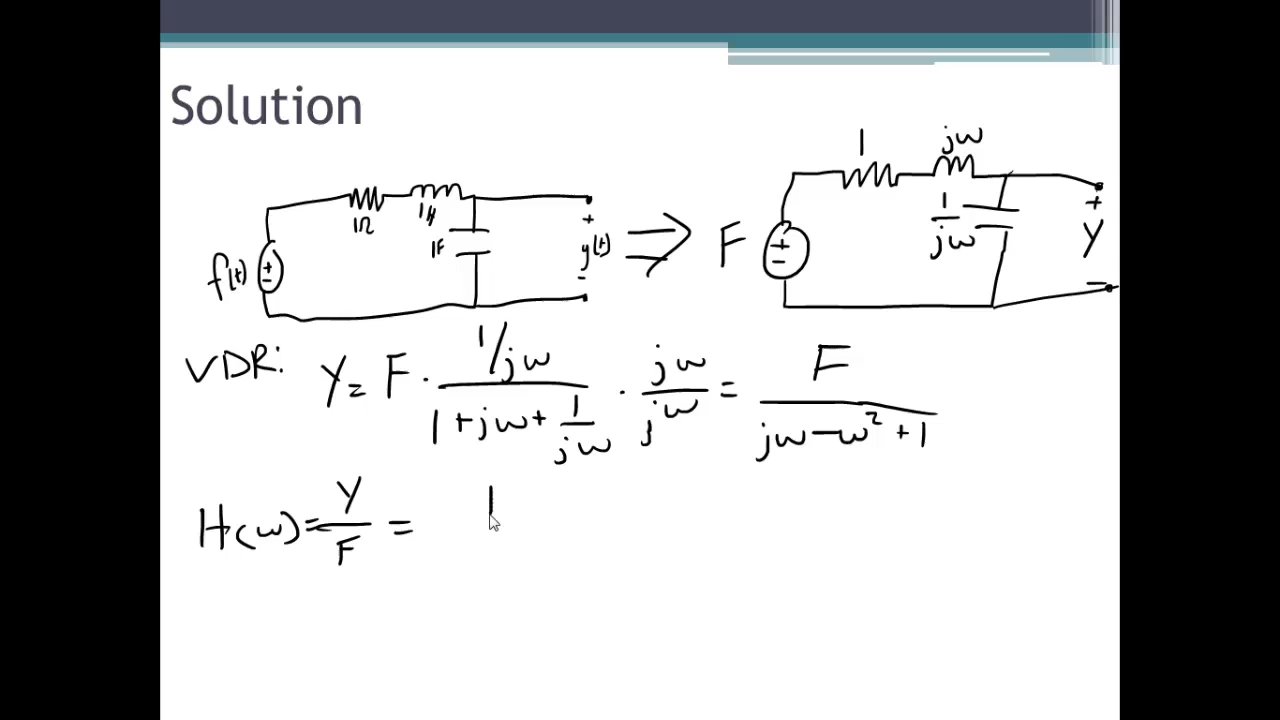 Solution
f(t) + - 1Ω 1H 1F + y(t) -
⇒
F + - 1 jω 1/jω + Y -
VDR: Y = F · (1/jω)/(1 + jω + 1/jω) · jω/jω = F/(jω - ω² + 1)
H(ω) = Y/F = 1